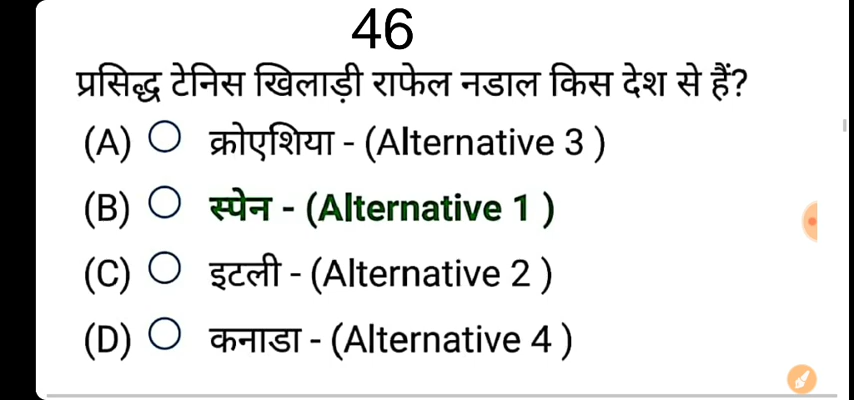 46
प्रसिद्ध टेनिस खिलाड़ी राफेल नडाल किस देश से हैं?
(A) क्रोएशिया - (Alternative 3 )
(B) स्पेन - (Alternative 1 )
(C) इटली - (Alternative 2 )
(D) कनाडा - (Alternative 4 )